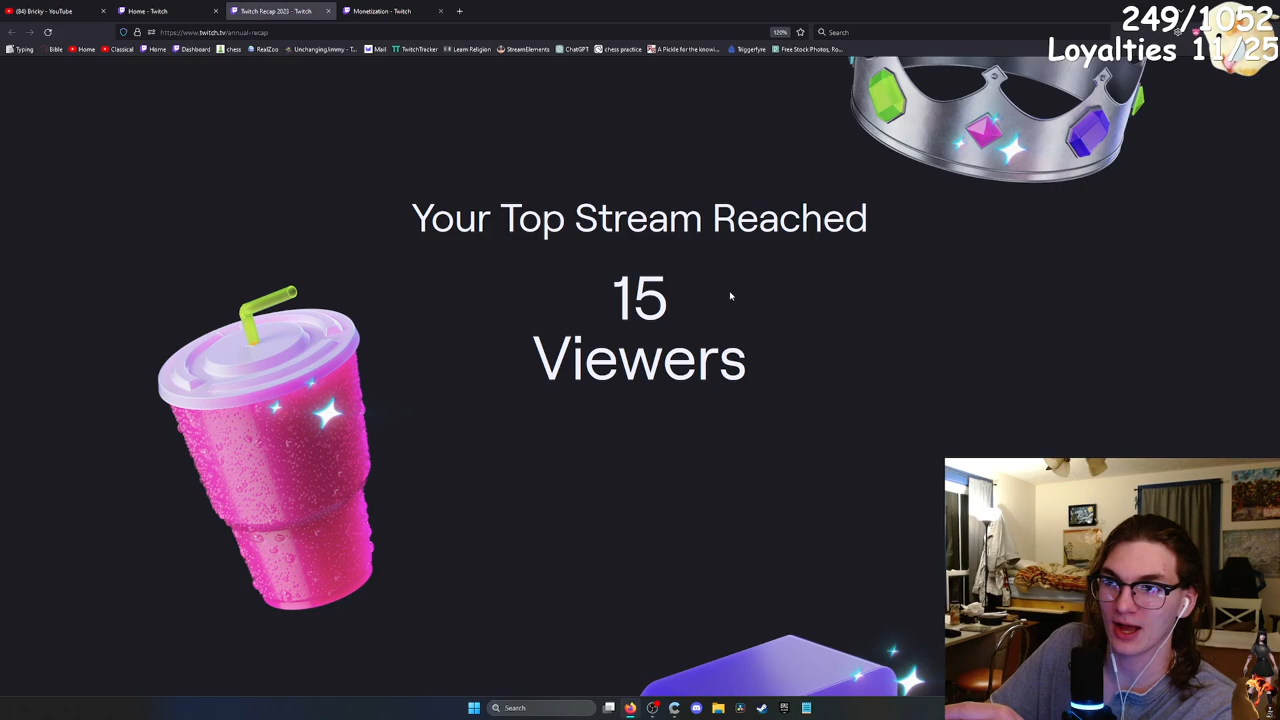 (84) Bricky - YouTube
Home - Twitch
Twitch Recap 2023 - Twitch
Monetization - Twitch
https://www.twitch.tv/annual-recap
120%
Search
Typing
Bible
Home
Classical
Home
Dashboard
chess
RealZoo
UnchangingJimmy - T...
Mail
TwitchTracker
Learn Religion
StreamElements
ChatGPT
chess practice
A Pickle for the knowi...
Triggerfyre
Free Stock Photos, Ro...
249/1052
Loyalties 11/25
Your Top Stream Reached
15
Viewers
Search